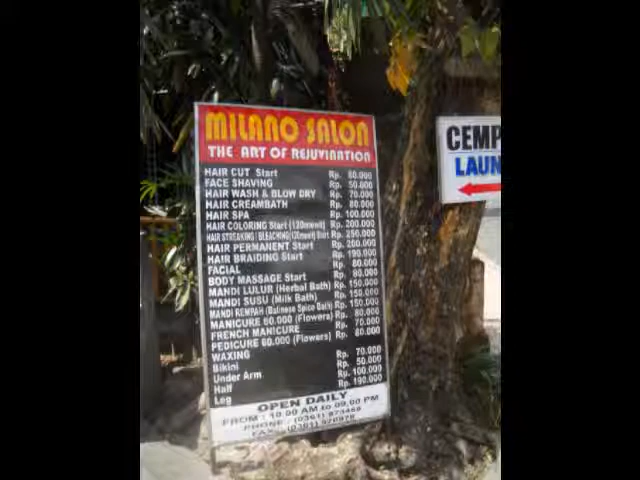 MILANO SALON
THE ART OF REJUVINATION
HAIR CUT Start Rp. 60.000
FACE SHAVING Rp. 50.000
HAIR WASH & BLOW DRY Rp. 70.000
HAIR CREAMBATH Rp. 80.000
HAIR SPA Rp. 100.000
HAIR COLORING Start (120menit) Rp. 200.000
HAIR STREAKING / BLEACHING (120menit) Start Rp. 250.000
HAIR PERMANENT Start Rp. 200.000
HAIR BRAIDING Start Rp. 190.000
FACIAL Rp. 80.000
BODY MASSAGE Start Rp. 80.000
MANDI LULUR (Herbal Bath) Rp. 150.000
MANDI SUSU (Milk Bath) Rp. 150.000
MANDI REMPAH (Balinese Spice Bath) Rp. 150.000
MANICURE 60.000 (Flowers) Rp. 80.000
FRENCH MANICURE Rp. 70.000
PEDICURE 60.000 (Flowers) Rp. 80.000
WAXING
Bikini Rp. 70.000
Under Arm Rp. 50.000
Half Rp. 100.000
Leg Rp. 190.000
OPEN DAILY
FROM : 10.00 AM to 09.00 PM
PHONE : (0361)
FAX : (0361)
CEMP
LAUN